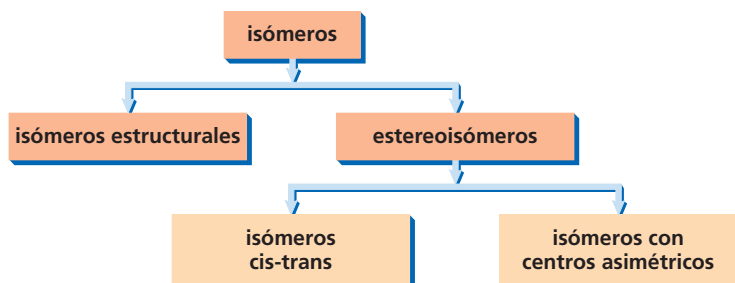 isómeros
isómeros estructurales
estereoisómeros
isómeros
cis-trans
isómeros con
centros asimétricos